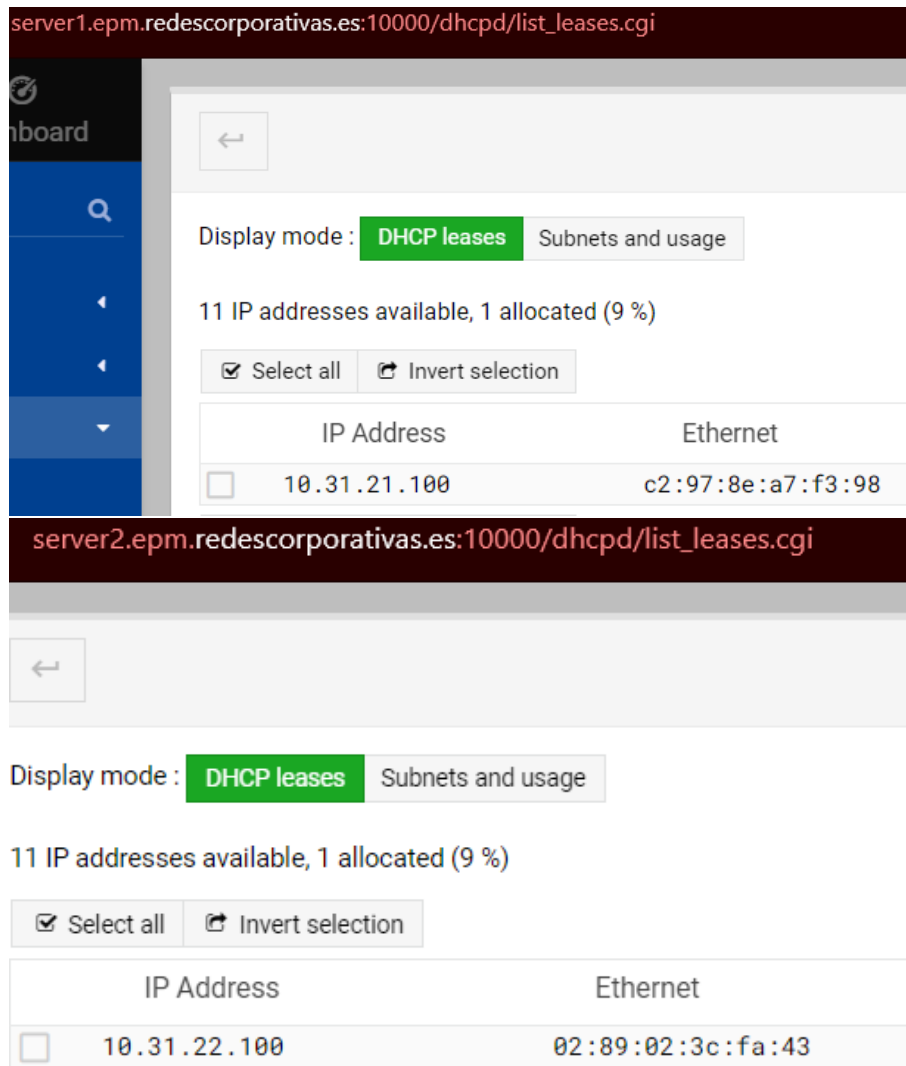 server1.epm.redescorporativas.es:10000/dhcpd/list_leases.cgi
nboard
Display mode : DHCP leases Subnets and usage
11 IP addresses available, 1 allocated (9 %)
Select all Invert selection
IP Address Ethernet
10.31.21.100 c2:97:8e:a7:f3:98
server2.epm.redescorporativas.es:10000/dhcpd/list_leases.cgi
Display mode : DHCP leases Subnets and usage
11 IP addresses available, 1 allocated (9 %)
Select all Invert selection
IP Address Ethernet
10.31.22.100 02:89:02:3c:fa:43